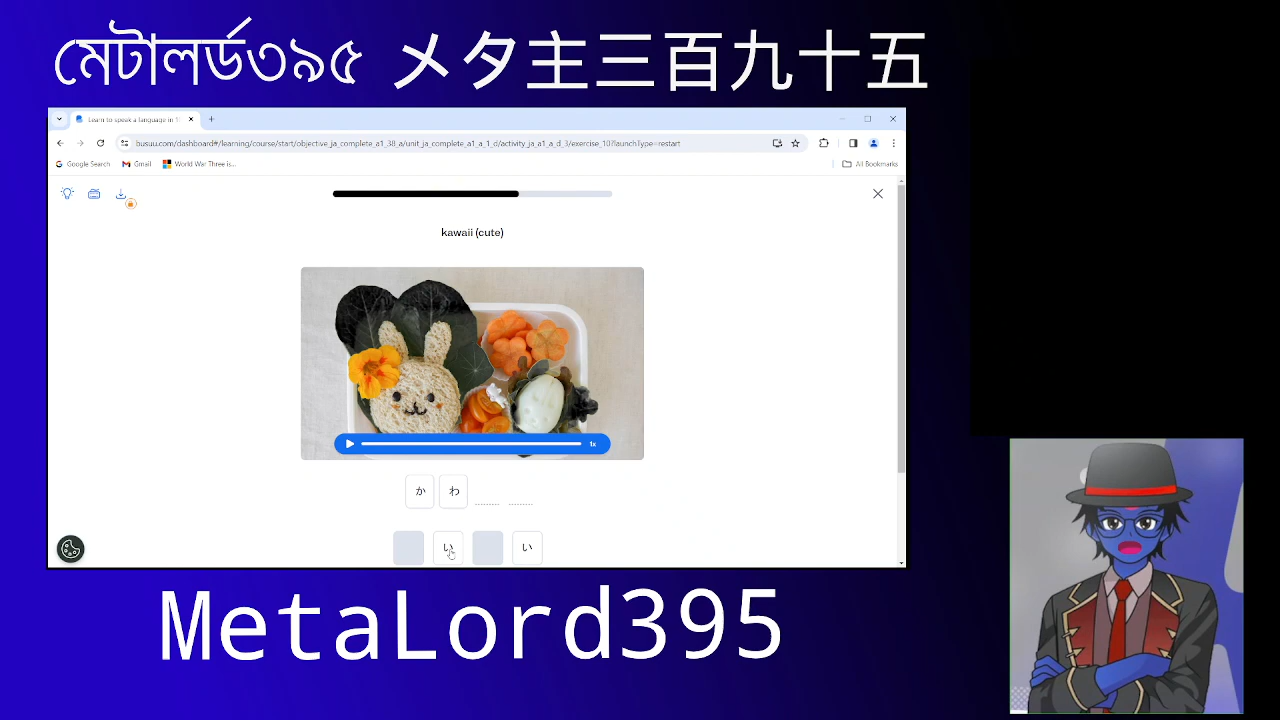 মেটালর্ড৩৯৫ メタ主三百九十五
Learn to speak a language in 1
busuu.com/dashboard#/learning/course/start/objective_ja_complete_a1_38_a/unit_ja_complete_a1_a_1_d/activity_ja_a1_a_d_3/exercise_10?launchType=restart
Google Search Gmail World War Three is... All Bookmarks
kawaii (cute)
1x
か わ
い い
MetaLord395